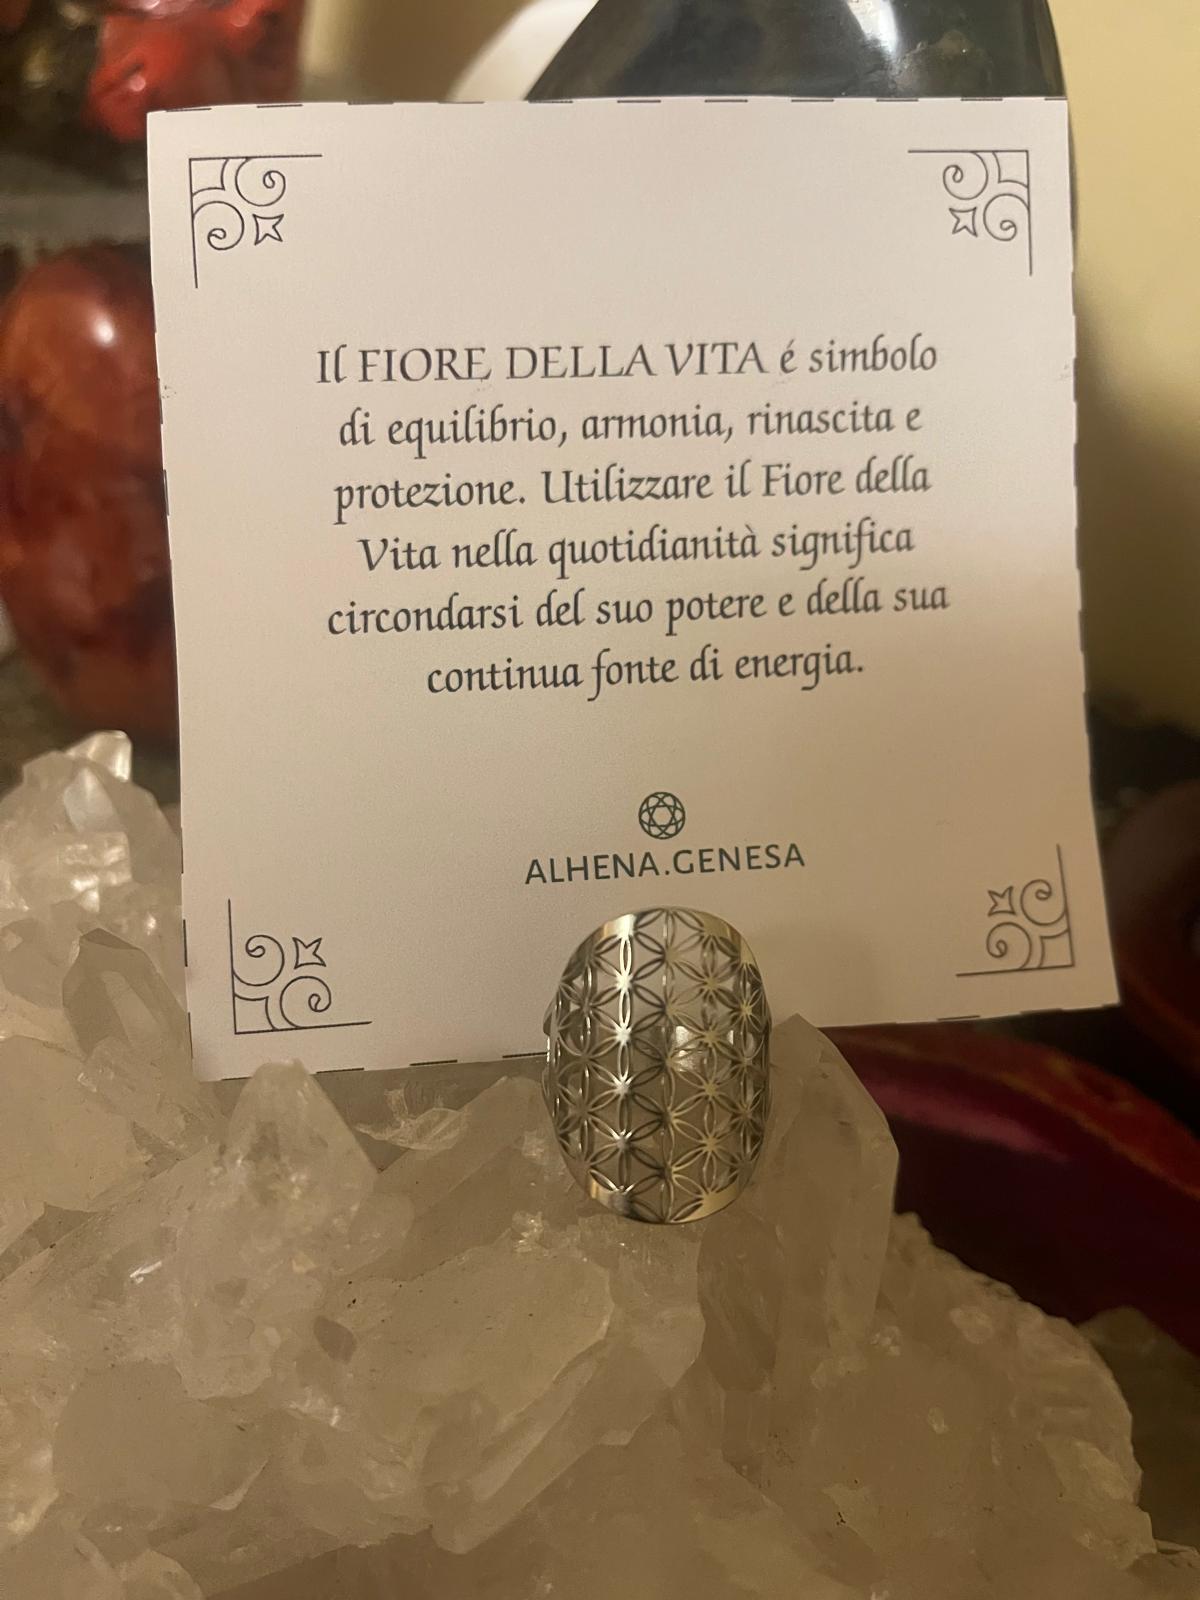 Il FIORE DELLA VITA é simbolo
di equilibrio, armonia, rinascita e
protezione. Utilizzare il Fiore della
Vita nella quotidianità significa
circondarsi del suo potere e della sua
continua fonte di energia.
ALHENA.GENESA